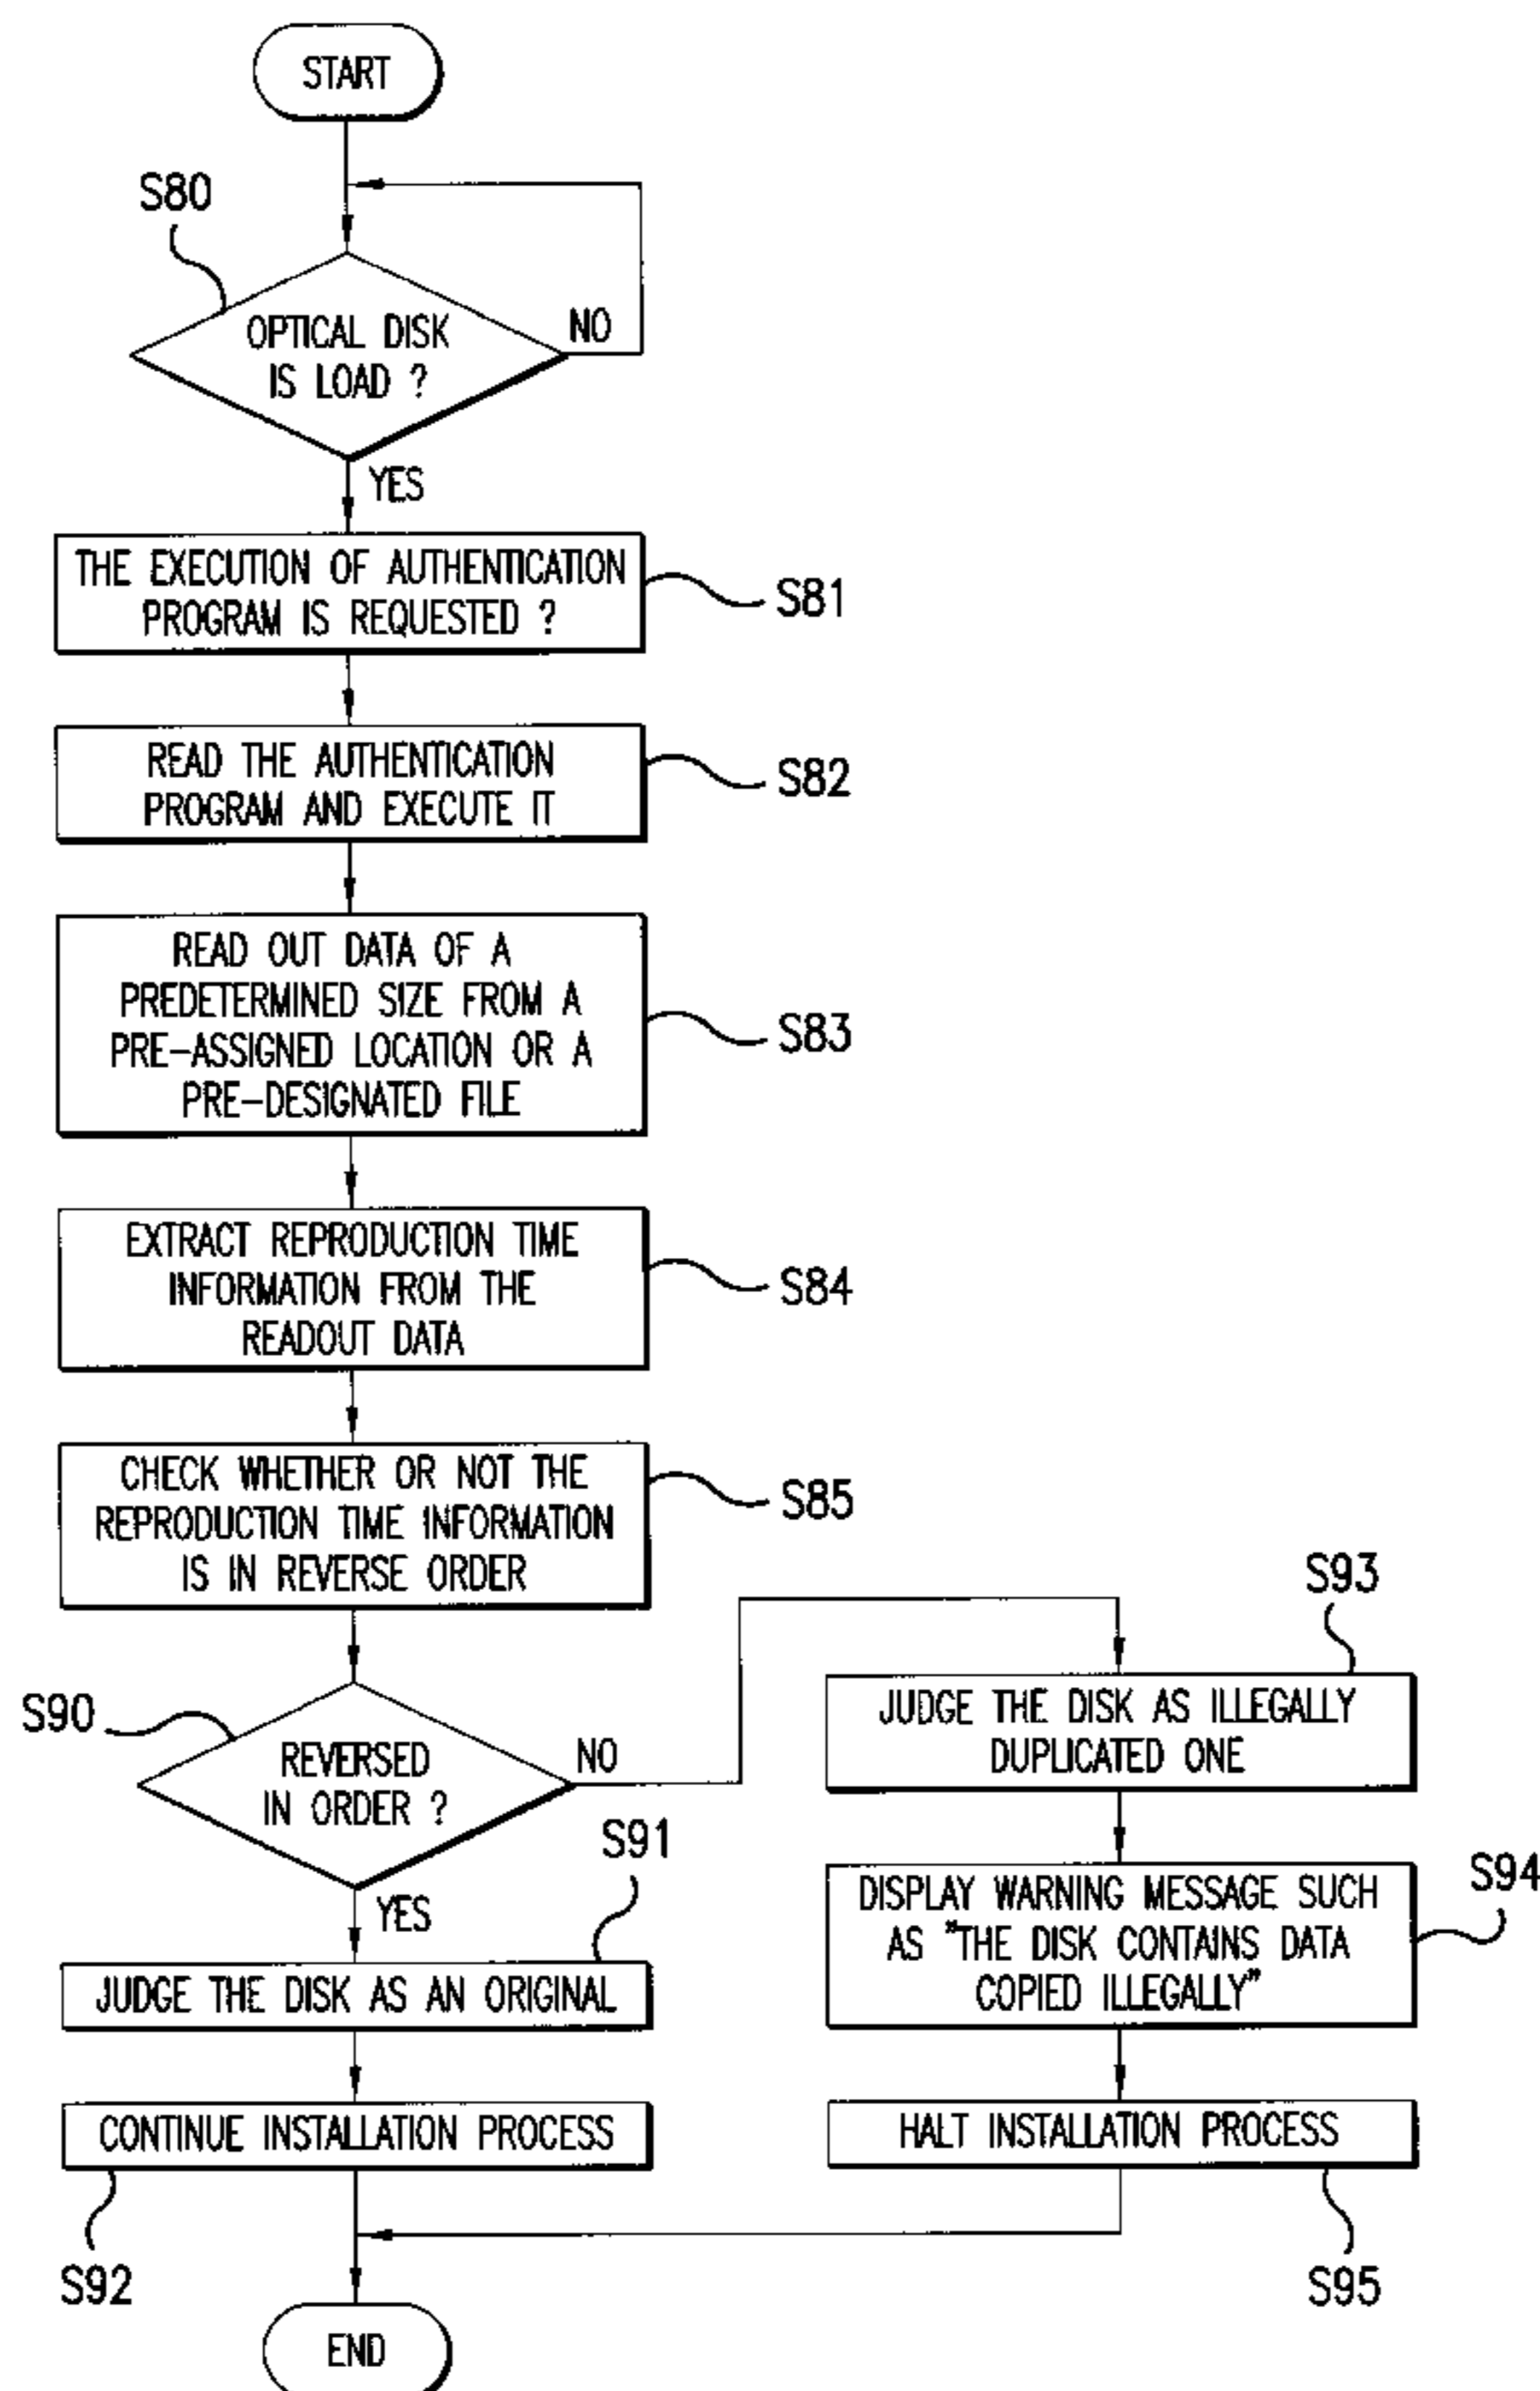 START
S80
OPTICAL DISK
IS LOAD ?
NO
YES
THE EXECUTION OF AUTHENTICATION
PROGRAM IS REQUESTED ?
S81
READ THE AUTHENTICATION
PROGRAM AND EXECUTE IT
S82
READ OUT DATA OF A
PREDETERMINED SIZE FROM A
PRE-ASSIGNED LOCATION OR A
PRE-DESIGNATED FILE
S83
EXTRACT REPRODUCTION TIME
INFORMATION FROM THE
READOUT DATA
S84
CHECK WHETHER OR NOT THE
REPRODUCTION TIME INFORMATION
IS IN REVERSE ORDER
S85
S90
REVERSED
IN ORDER ?
NO
YES
S91
JUDGE THE DISK AS AN ORIGINAL
CONTINUE INSTALLATION PROCESS
S92
S93
JUDGE THE DISK AS ILLEGALLY
DUPLICATED ONE
DISPLAY WARNING MESSAGE SUCH
AS "THE DISK CONTAINS DATA
COPIED ILLEGALLY"
S94
HALT INSTALLATION PROCESS
S95
END